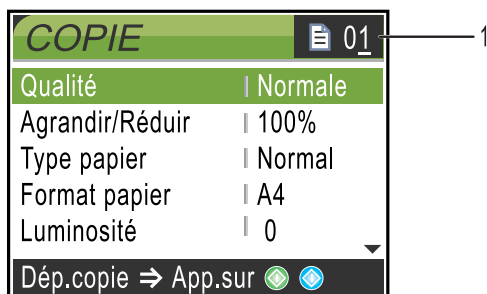 COPIE 01 1
Qualité Normale
Agrandir/Réduir 100%
Type papier Normal
Format papier A4
Luminosité 0
Dép.copie ⇒ App.sur